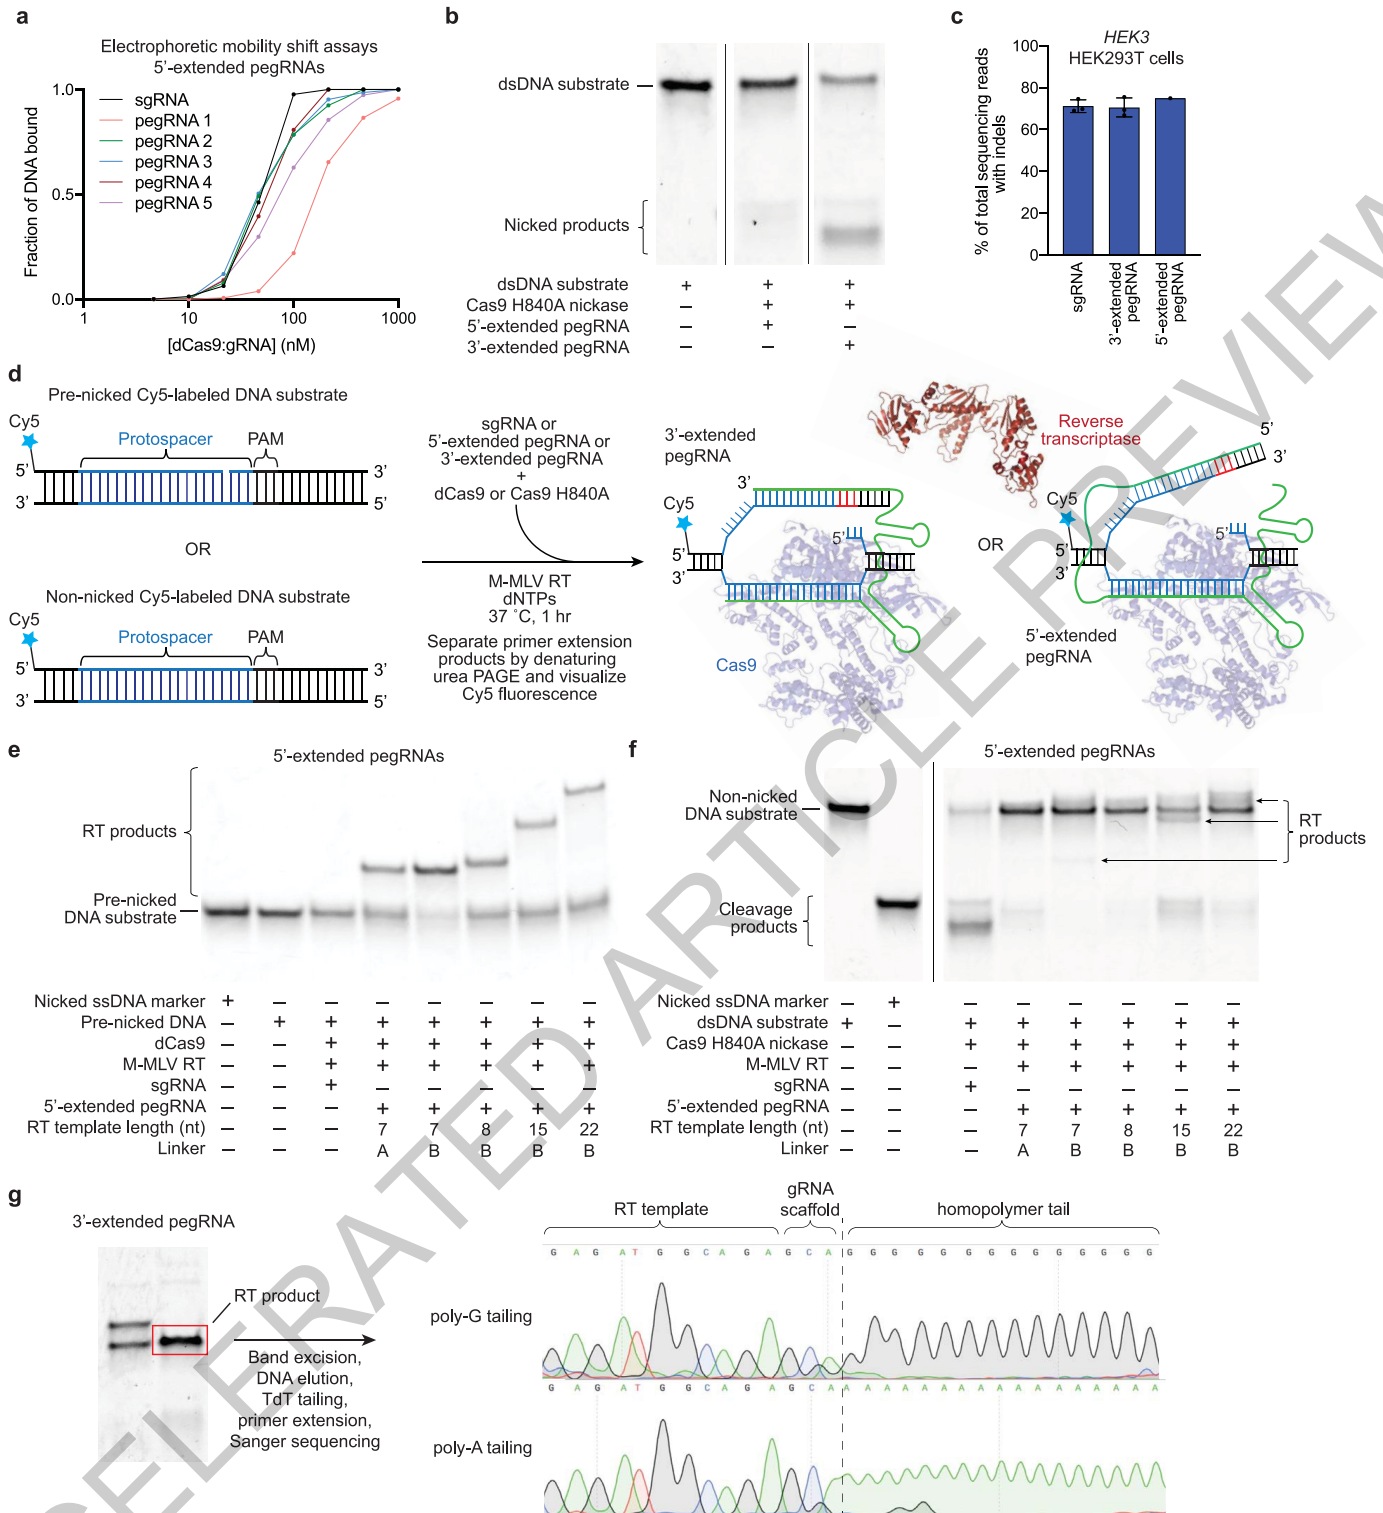 a
Electrophoretic mobility shift assays
5'-extended pegRNAs
1.0
0.5
0.0
Fraction of DNA bound
sgRNA
pegRNA 1
pegRNA 2
pegRNA 3
pegRNA 4
pegRNA 5
1 10 100 1000
[dCas9:gRNA] (nM)
b
dsDNA substrate
Nicked products
dsDNA substrate + + +
Cas9 H840A nickase – + +
5'-extended pegRNA – + –
3'-extended pegRNA – – +
c
HEK3
HEK293T cells
% of total sequencing reads
with indels
100
80
60
40
20
0
sgRNA
3'-extended
pegRNA
5'-extended
pegRNA
d
Pre-nicked Cy5-labeled DNA substrate
Cy5
Protospacer PAM
5' 3'
3' 5'
OR
Non-nicked Cy5-labeled DNA substrate
Cy5
Protospacer PAM
5' 3'
3' 5'
sgRNA or
5'-extended pegRNA or
3'-extended pegRNA
+
dCas9 or Cas9 H840A
M-MLV RT
dNTPs
37 ˚C, 1 hr
Separate primer extension
products by denaturing
urea PAGE and visualize
Cy5 fluorescence
3'-extended
pegRNA
3'
Cy5
5'
5'
3'
Cas9
Reverse
transcriptase
OR
5'
3'
Cy5
5'
5'
3'
5'-extended
pegRNA
e
5'-extended pegRNAs
RT products
Pre-nicked
DNA substrate
Nicked ssDNA marker + – – – – – – –
Pre-nicked DNA – + + + + + + +
dCas9 – – + + + + + +
M-MLV RT – – + + + + + +
sgRNA – – + – – – – –
5'-extended pegRNA – – – + + + + +
RT template length (nt) – – – 7 7 8 15 22
Linker – – – A B B B B
f
5'-extended pegRNAs
Non-nicked
DNA substrate
Cleavage
products
RT
products
Nicked ssDNA marker – + – – – – – –
dsDNA substrate + – + + + + + +
Cas9 H840A nickase – – + + + + + +
M-MLV RT – – – + + + + +
sgRNA – – + – – – – –
5'-extended pegRNA – – – + + + + +
RT template length (nt) – – – 7 7 8 15 22
Linker – – – A B B B B
g
3'-extended pegRNA
RT product
Band excision,
DNA elution,
TdT tailing,
primer extension,
Sanger sequencing
RT template
gRNA
scaffold
homopolymer tail
G A G A T G G C A G A G C A G G G G G G G G G G G G G G
poly-G tailing
G A G A T G G C A G A G C A A A A A A A A A A A A A A A
poly-A tailing
CELERATED ARTICLE PREVIEW